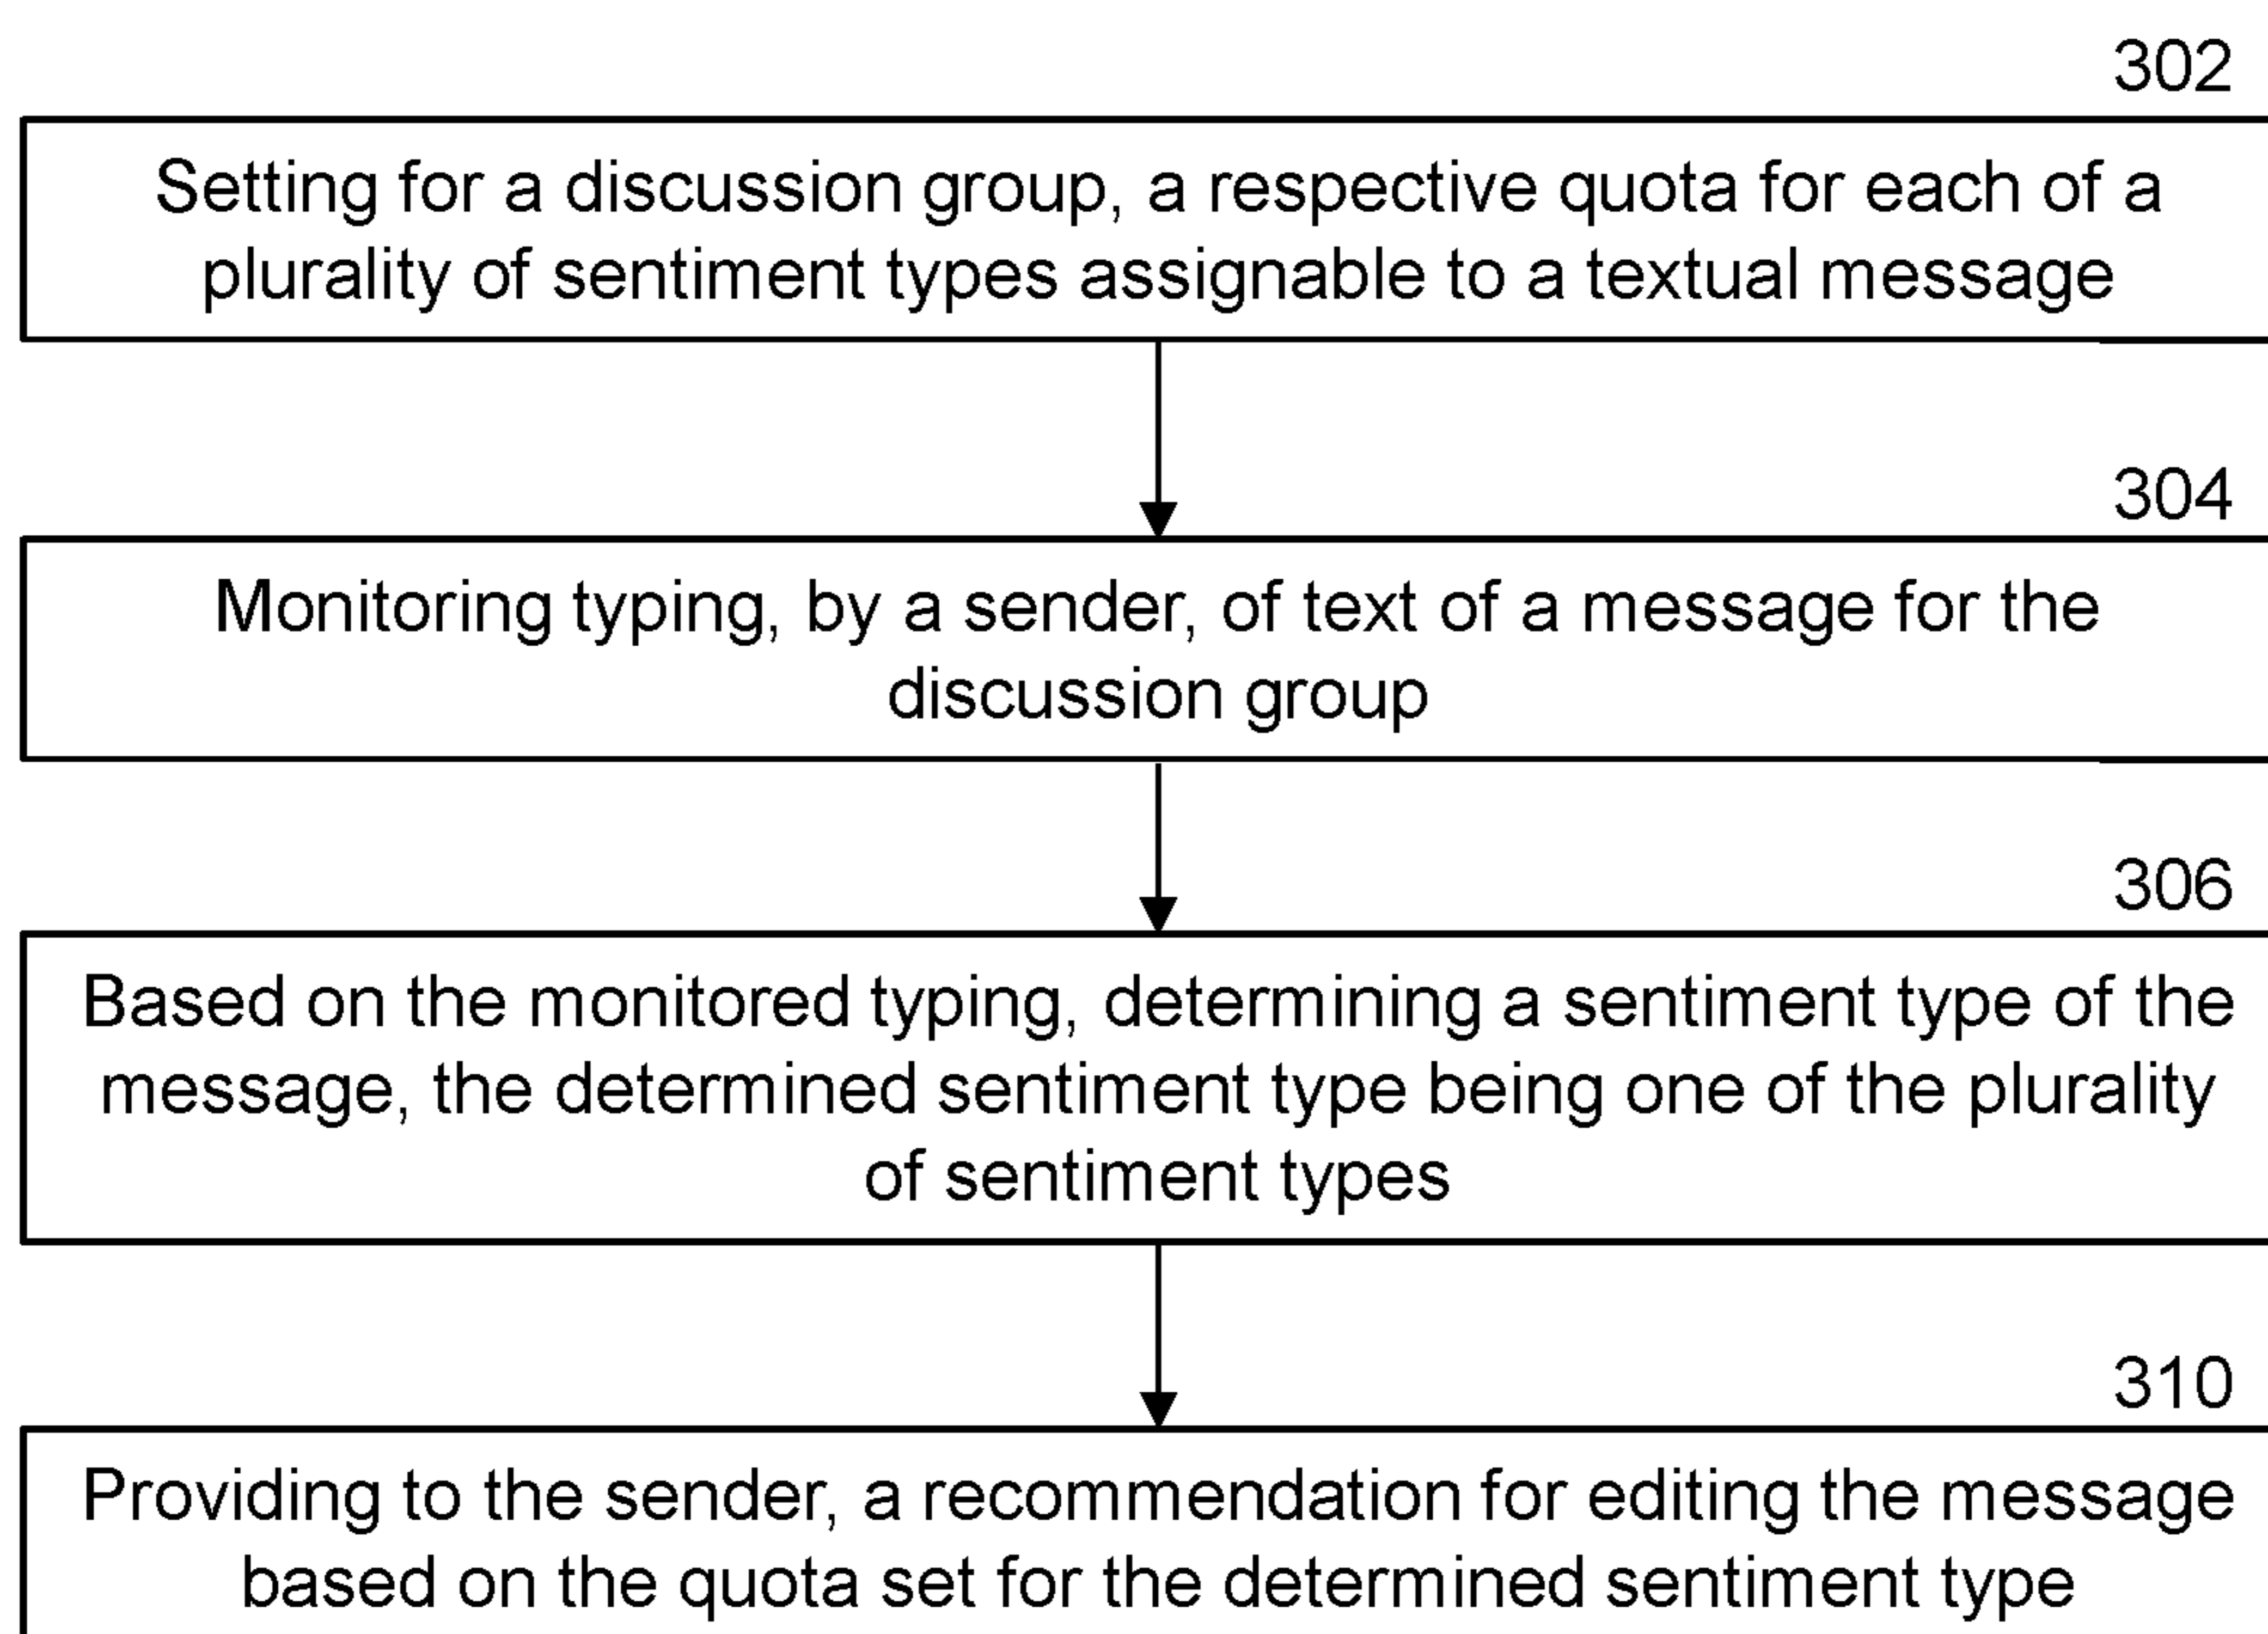 302
Setting for a discussion group, a respective quota for each of a
plurality of sentiment types assignable to a textual message
304
Monitoring typing, by a sender, of text of a message for the
discussion group
306
Based on the monitored typing, determining a sentiment type of the
message, the determined sentiment type being one of the plurality
of sentiment types
310
Providing to the sender, a recommendation for editing the message
based on the quota set for the determined sentiment type